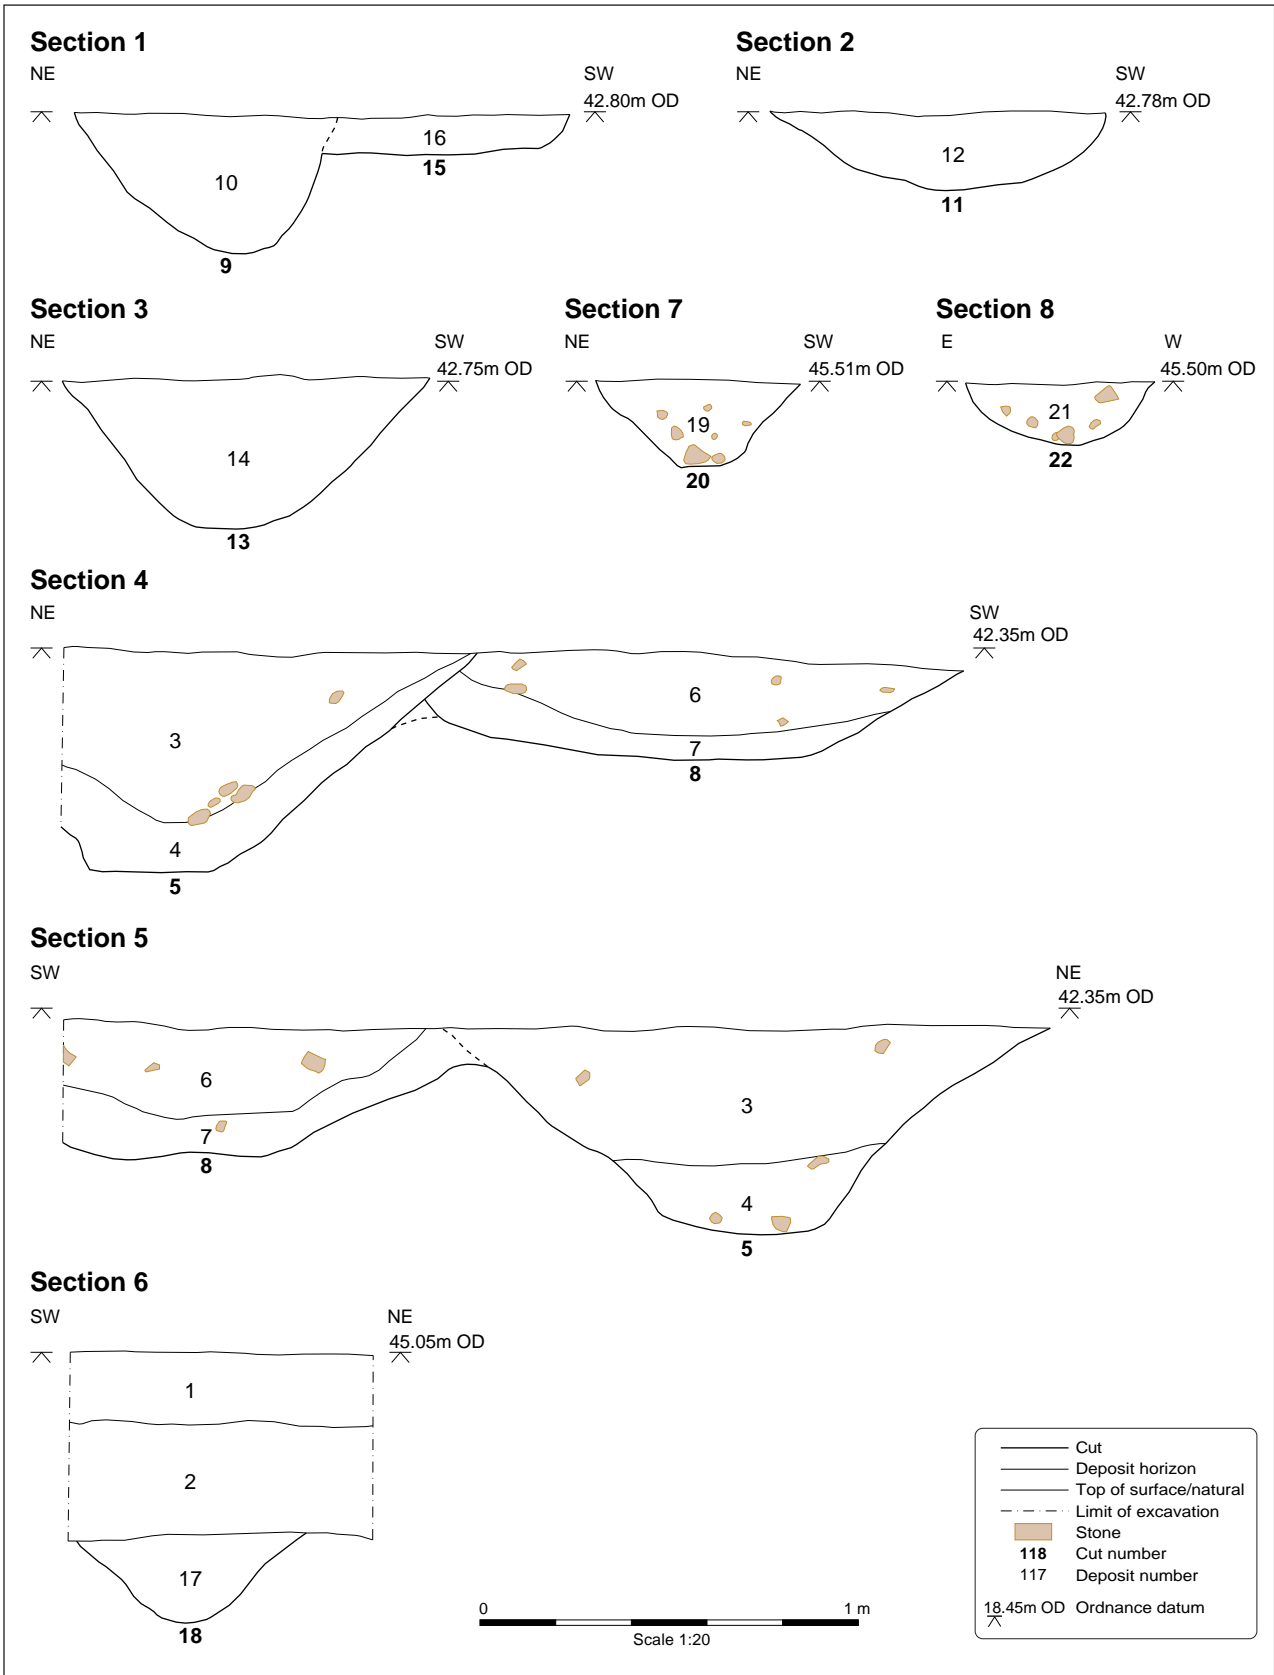 Section 1
NE
SW
42.80m OD
16
15
10
9
Section 2
NE
SW
42.78m OD
12
11
Section 3
NE
SW
42.75m OD
14
13
Section 7
NE
SW
45.51m OD
19
20
Section 8
E
W
45.50m OD
21
22
Section 4
NE
SW
42.35m OD
6
3
7
8
4
5
Section 5
SW
NE
42.35m OD
6
3
7
8
4
5
Section 6
SW
NE
45.05m OD
1
2
17
18
0 1 m
Scale 1:20
Cut
Deposit horizon
Top of surface/natural
Limit of excavation
Stone
118 Cut number
117 Deposit number
18.45m OD Ordnance datum